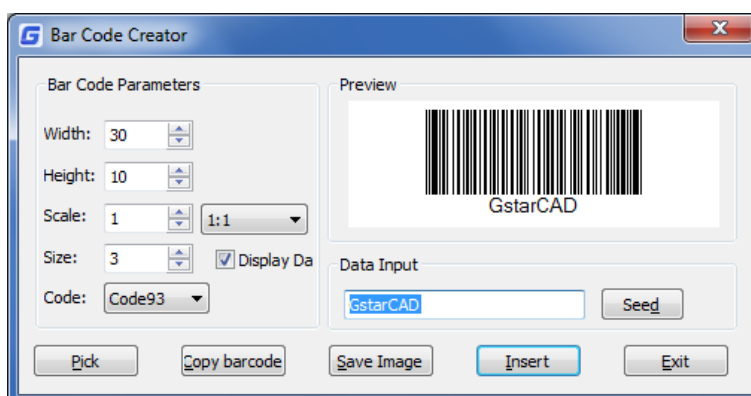 Bar Code Creator
X
Bar Code Parameters
Width: 30
Height: 10
Scale: 1 1:1
Size: 3 Display Da
Code: Code93
Preview
GstarCAD
Data Input
GstarCAD Seed
Pick Copy barcode Save Image Insert Exit